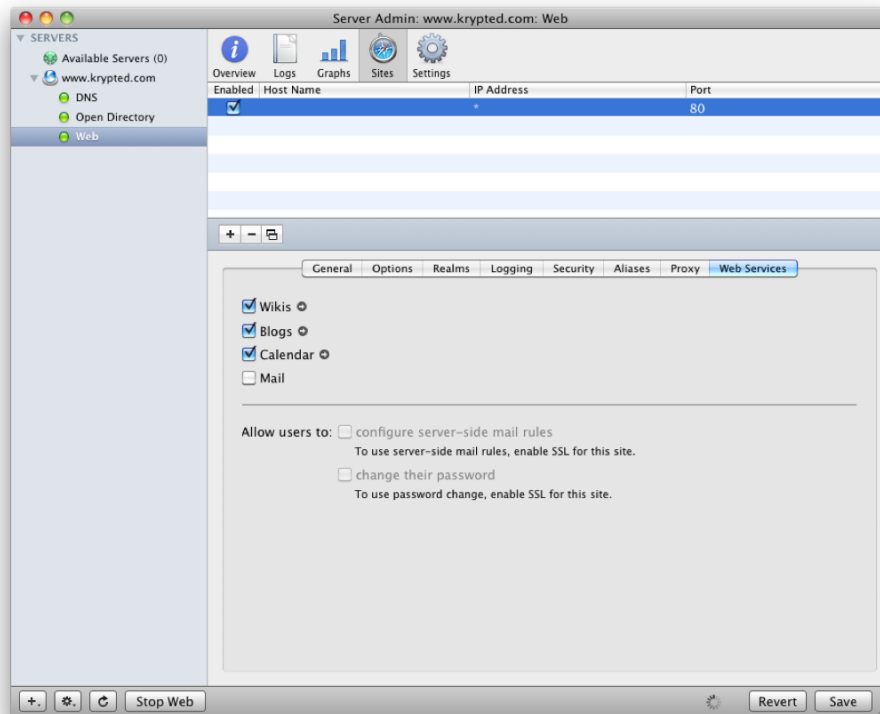 Server Admin: www.krypted.com: Web
SERVERS
Available Servers (0)
www.krypted.com
DNS
Open Directory
Web
Overview Logs Graphs Sites Settings
Enabled Host Name IP Address Port
* 80
+ -
General Options Realms Logging Security Aliases Proxy Web Services
Wikis
Blogs
Calendar
Mail
Allow users to: configure server-side mail rules
To use server-side mail rules, enable SSL for this site.
change their password
To use password change, enable SSL for this site.
+ Stop Web Revert Save